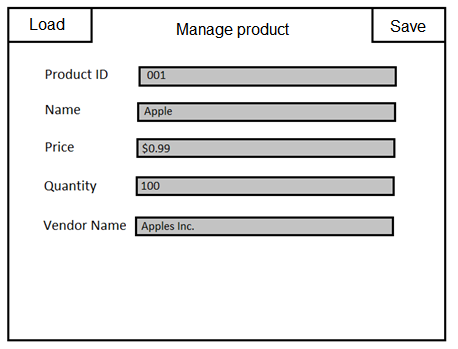 Load
Manage product
Save
Product ID 001
Name Apple
Price $0.99
Quantity 100
Vendor Name Apples Inc.